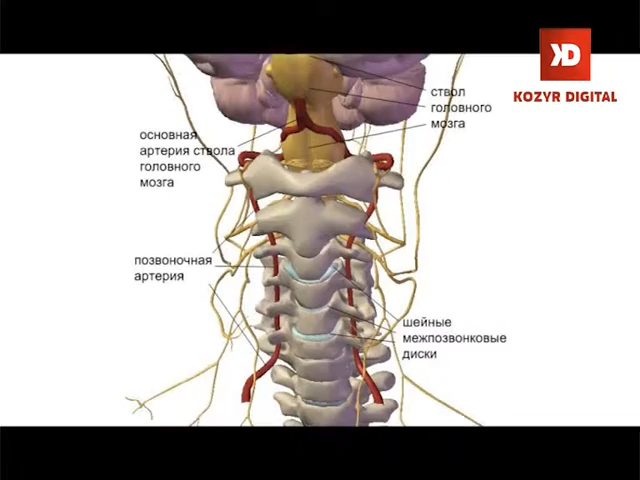 KD
KOZYR DIGITAL
ствол
головного
мозга
основная
артерия ствола
головного
мозга
позвоночная
артерия
шейные
межпозвонковые
диски